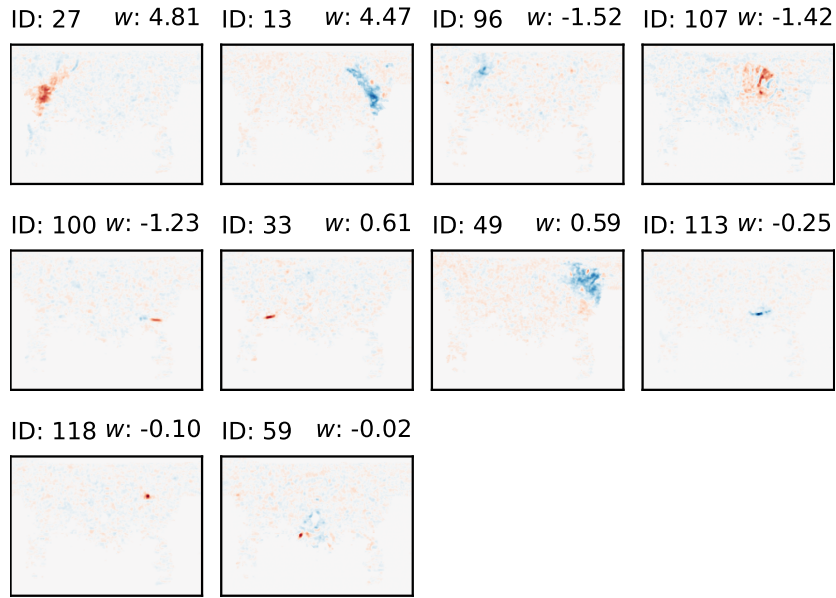 ID: 27 w: 4.81
ID: 13 w: 4.47
ID: 96 w: -1.52
ID: 107 w: -1.42
ID: 100 w: -1.23
ID: 33 w: 0.61
ID: 49 w: 0.59
ID: 113 w: -0.25
ID: 118 w: -0.10
ID: 59 w: -0.02